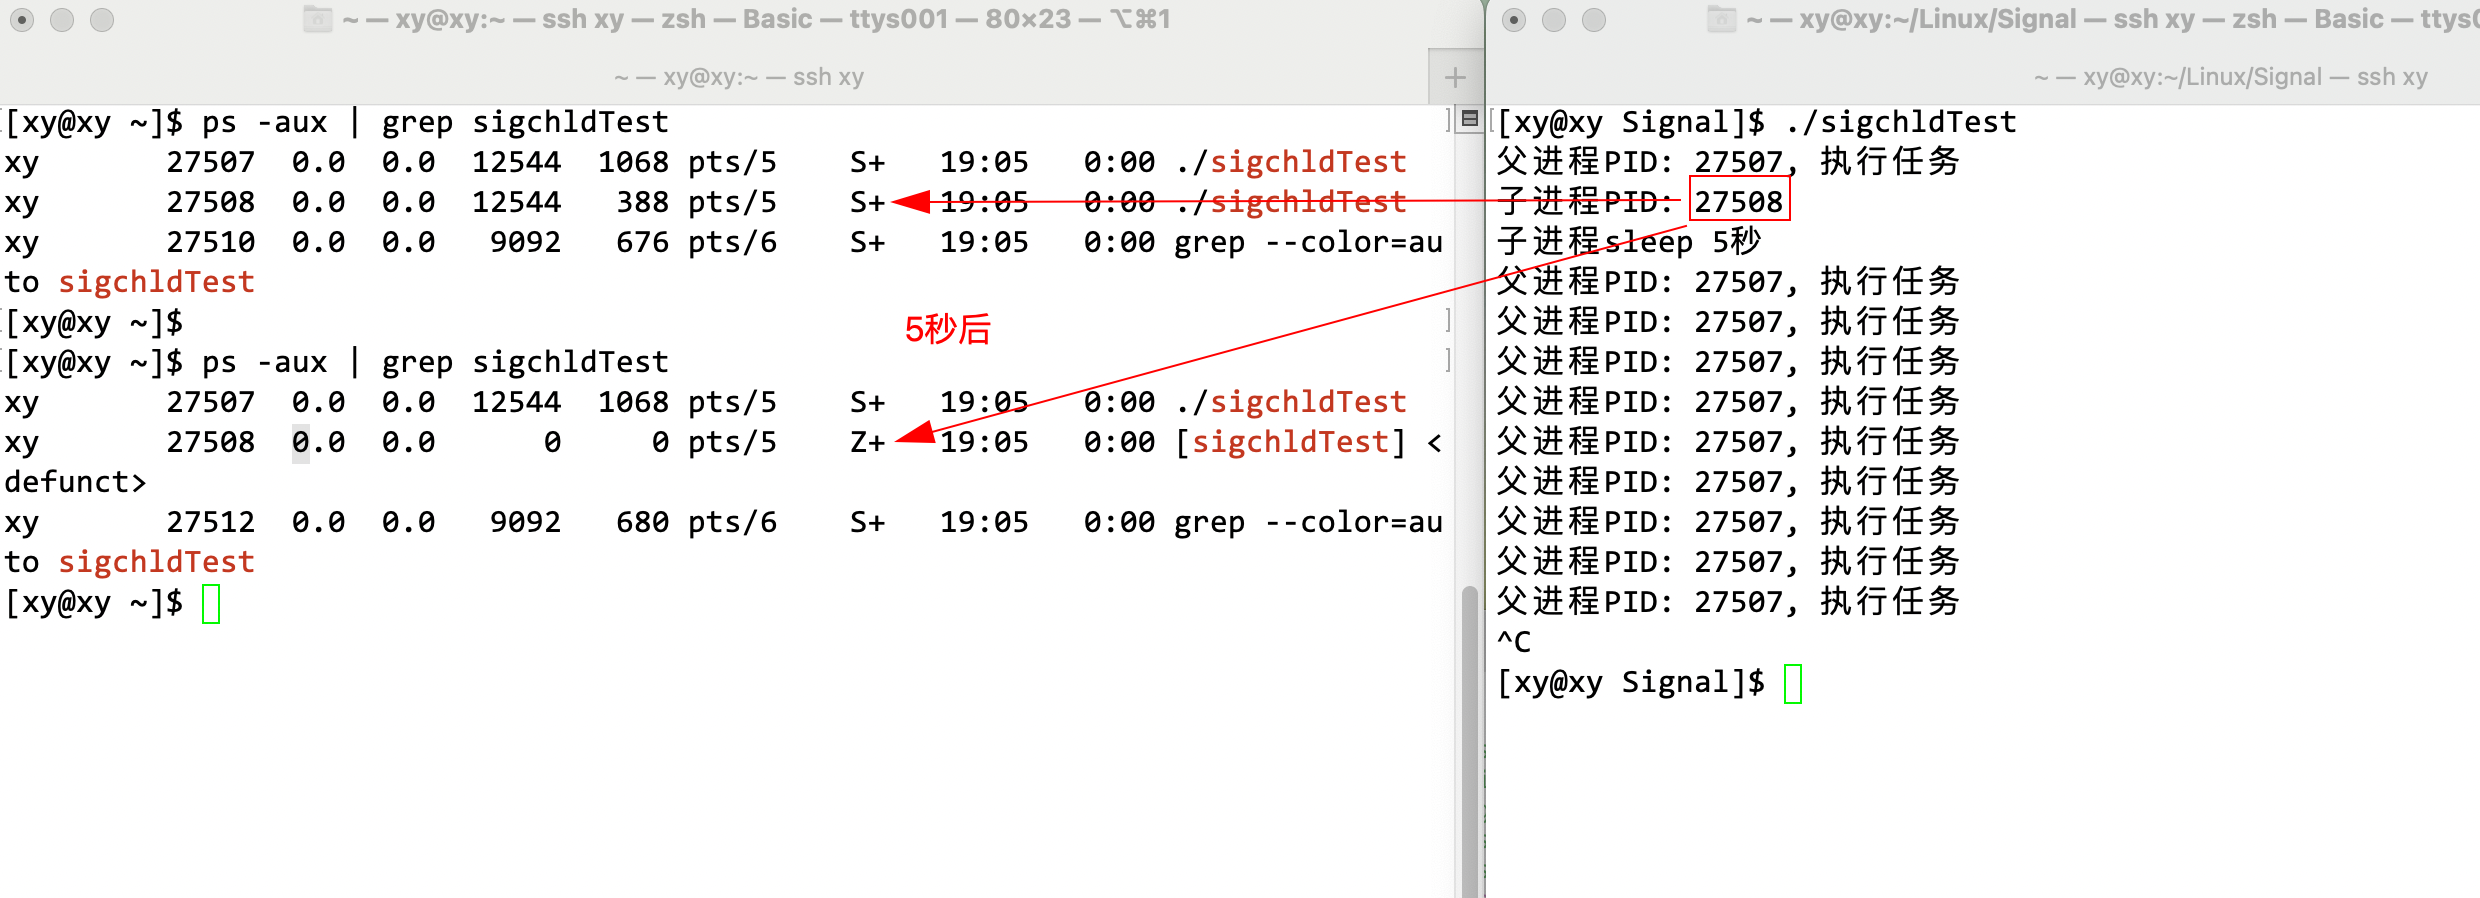 ~ — xy@xy:~ — ssh xy — zsh — Basic — ttys001 — 80×23 — ⌥⌘1
~ — xy@xy:~ — ssh xy
[xy@xy ~]$ ps -aux | grep sigchldTest
xy 27507 0.0 0.0 12544 1068 pts/5 S+ 19:05 0:00 ./sigchldTest
xy 27508 0.0 0.0 12544 388 pts/5 S+ 19:05 0:00 ./sigchldTest
xy 27510 0.0 0.0 9092 676 pts/6 S+ 19:05 0:00 grep --color=au
to sigchldTest
[xy@xy ~]$
5秒后
[xy@xy ~]$ ps -aux | grep sigchldTest
xy 27507 0.0 0.0 12544 1068 pts/5 S+ 19:05 0:00 ./sigchldTest
xy 27508 0.0 0.0 0 0 pts/5 Z+ 19:05 0:00 [sigchldTest] <
defunct>
xy 27512 0.0 0.0 9092 680 pts/6 S+ 19:05 0:00 grep --color=au
to sigchldTest
[xy@xy ~]$
~ — xy@xy:~/Linux/Signal — ssh xy — zsh — Basic — ttys0
~ — xy@xy:~/Linux/Signal — ssh xy
[xy@xy Signal]$ ./sigchldTest
父进程PID: 27507, 执行任务
子进程PID: 27508
子进程sleep 5秒
父进程PID: 27507, 执行任务
父进程PID: 27507, 执行任务
父进程PID: 27507, 执行任务
父进程PID: 27507, 执行任务
父进程PID: 27507, 执行任务
父进程PID: 27507, 执行任务
父进程PID: 27507, 执行任务
父进程PID: 27507, 执行任务
父进程PID: 27507, 执行任务
^C
[xy@xy Signal]$